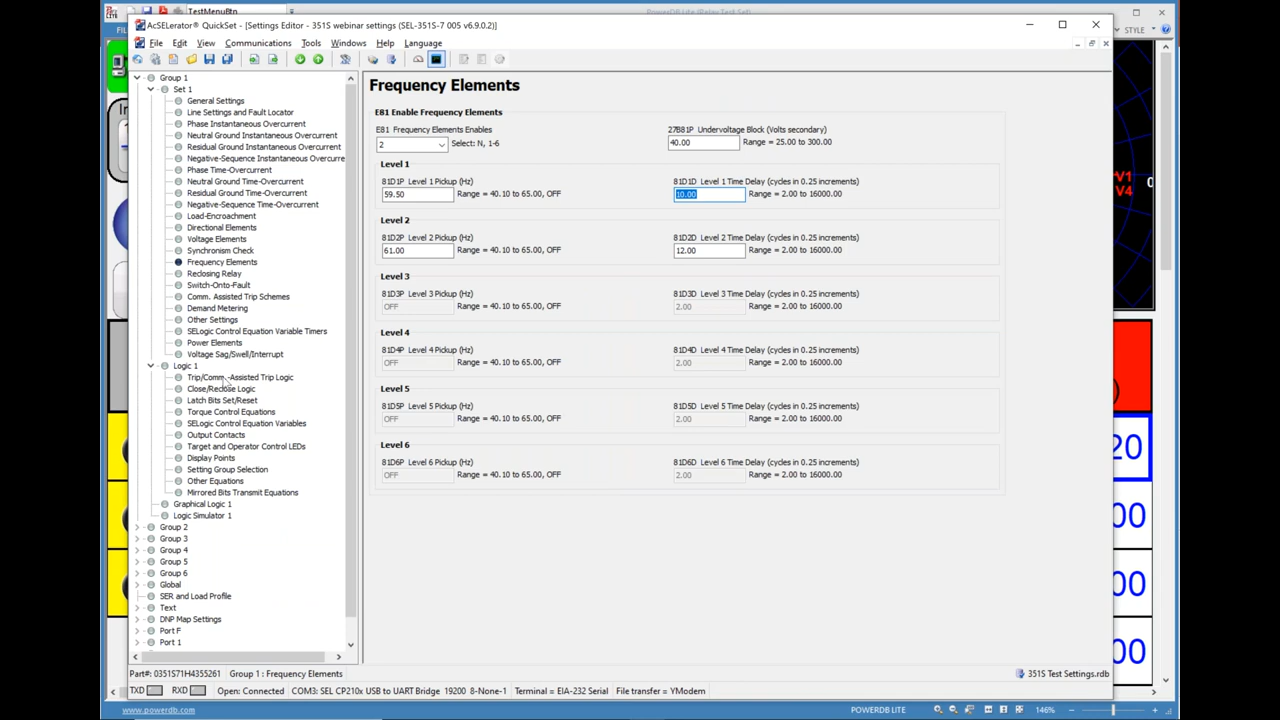 TestMenuBtn
PowerDB Lite (Relay Test Set)
AcSELerator® QuickSet - [Settings Editor - 351S webinar settings (SEL-351S-7 005 v6.9.0.2)]
STYLE
File Edit View Communications Tools Windows Help Language
Group 1
Set 1
General Settings
Line Settings and Fault Locator
Phase Instantaneous Overcurrent
Neutral Ground Instantaneous Overcurrent
Residual Ground Instantaneous Overcurrent
Negative-Sequence Instantaneous Overcurre
Phase Time-Overcurrent
Neutral Ground Time-Overcurrent
Residual Ground Time-Overcurrent
Negative-Sequence Time-Overcurrent
Load-Encroachment
Directional Elements
Voltage Elements
Synchronism Check
Frequency Elements
Reclosing Relay
Switch-Onto-Fault
Comm. Assisted Trip Schemes
Demand Metering
Other Settings
SELogic Control Equation Variable Timers
Power Elements
Voltage Sag/Swell/Interrupt
Logic 1
Trip/Comm.-Assisted Trip Logic
Close/Reclose Logic
Latch Bits Set/Reset
Torque Control Equations
SELogic Control Equation Variables
Output Contacts
Target and Operator Control LEDs
Display Points
Setting Group Selection
Other Equations
Mirrored Bits Transmit Equations
Graphical Logic 1
Logic Simulator 1
Group 2
Group 3
Group 4
Group 5
Group 6
Global
SER and Load Profile
Text
DNP Map Settings
Port F
Port 1
Frequency Elements
E81 Enable Frequency Elements
E81 Frequency Elements Enables
2 Select: N, 1-6
27B81P Undervoltage Block (Volts secondary)
40.00 Range = 25.00 to 300.00
Level 1
81D1P Level 1 Pickup (Hz)
59.50 Range = 40.10 to 65.00, OFF
81D1D Level 1 Time Delay (cycles in 0.25 increments)
10.00 Range = 2.00 to 16000.00
Level 2
81D2P Level 2 Pickup (Hz)
61.00 Range = 40.10 to 65.00, OFF
81D2D Level 2 Time Delay (cycles in 0.25 increments)
12.00 Range = 2.00 to 16000.00
Level 3
81D3P Level 3 Pickup (Hz)
OFF Range = 40.10 to 65.00, OFF
81D3D Level 3 Time Delay (cycles in 0.25 increments)
2.00 Range = 2.00 to 16000.00
Level 4
81D4P Level 4 Pickup (Hz)
OFF Range = 40.10 to 65.00, OFF
81D4D Level 4 Time Delay (cycles in 0.25 increments)
2.00 Range = 2.00 to 16000.00
Level 5
81D5P Level 5 Pickup (Hz)
OFF Range = 40.10 to 65.00, OFF
81D5D Level 5 Time Delay (cycles in 0.25 increments)
2.00 Range = 2.00 to 16000.00
Level 6
81D6P Level 6 Pickup (Hz)
OFF Range = 40.10 to 65.00, OFF
81D6D Level 6 Time Delay (cycles in 0.25 increments)
2.00 Range = 2.00 to 16000.00
V1
V4
0
20
00
00
00
Part#: 0351S71H4355261 Group 1 : Frequency Elements 351S Test Settings.rdb
TXD RXD Open: Connected COM3: SEL CP210x USB to UART Bridge 19200 8-None-1 Terminal = EIA-232 Serial File transfer = YModem
www.powerdb.com POWERDB LITE 146%